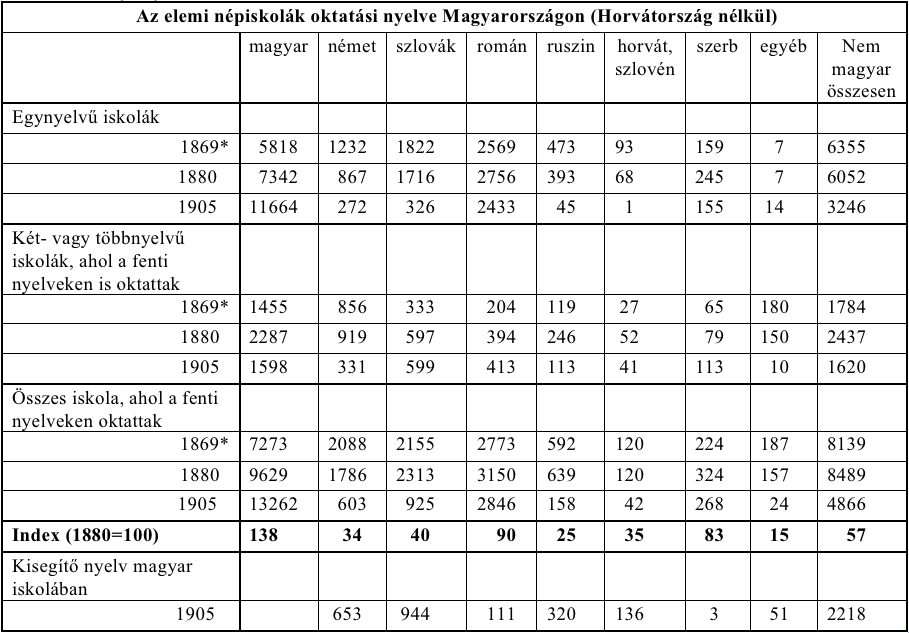 Az elemi népiskolák oktatási nyelve Magyarországon (Horvátország nélkül)
magyar német szlovák román ruszin horvát, szlovén szerb egyéb Nem magyar összesen
Egynyelvű iskolák
1869* 5818 1232 1822 2569 473 93 159 7 6355
1880 7342 867 1716 2756 393 68 245 7 6052
1905 11664 272 326 2433 45 1 155 14 3246
Két- vagy többnyelvű
iskolák, ahol a fenti
nyelveken is oktattak
1869* 1455 856 333 204 119 27 65 180 1784
1880 2287 919 597 394 246 52 79 150 2437
1905 1598 331 599 413 113 41 113 10 1620
Összes iskola, ahol a fenti
nyelveken oktattak
1869* 7273 2088 2155 2773 592 120 224 187 8139
1880 9629 1786 2313 3150 639 120 324 157 8489
1905 13262 603 925 2846 158 42 268 24 4866
Index (1880=100) 138 34 40 90 25 35 83 15 57
Kisegítő nyelv magyar
iskolában
1905 653 944 111 320 136 3 51 2218